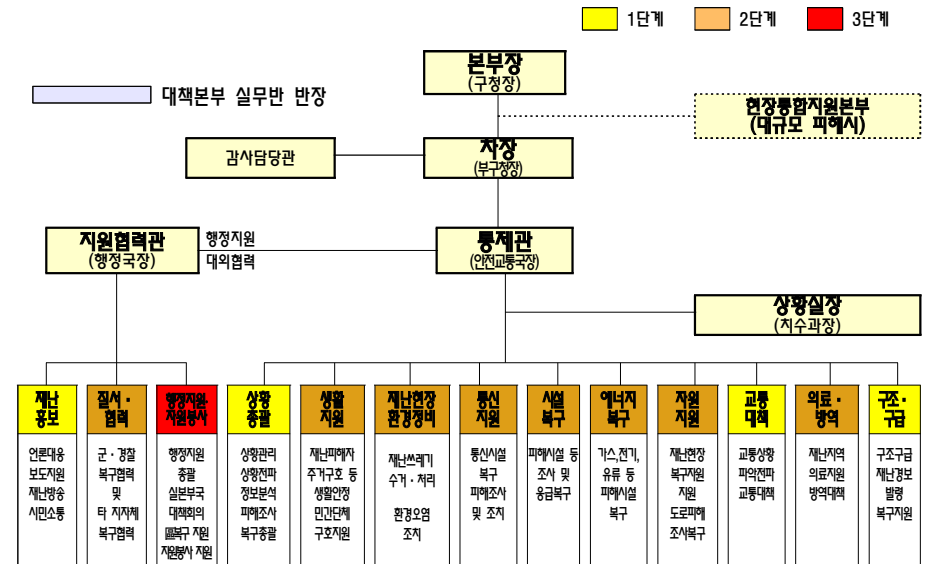 1단계 2단계 3단계
본부장
(구청장)
대책본부 실무반 반장
현장통합지원본부
(대규모 피해시)
감사담당관
차장
(부구청장)
지원협력관
(행정국장)
행정지원
대외협력
통제관
(안전교통국장)
상황실장
(치수과장)
재난
홍보
언론대응
보도지원
재난방송
시민소통
질서·
협력
군·경찰
복구협력
및
타 지자체
복구협력
행정지원·
자원봉사
행정지원
총괄
실본부국
대책회의
區복구 지원
자원봉사 지원
상황
총괄
상황관리
상황전파
정보분석
피해조사
복구총괄
생활
지원
재난피해자
주거구호 등
생활안정
민간단체
구호지원
재난현장
환경정비
재난쓰레기
수거·처리
환경오염
조치
통신
지원
통신시설
복구
피해조사
및 조치
시설
복구
피해시설 등
조사 및
응급복구
에너지
복구
가스,전기,
유류 등
피해시설
복구
자원
지원
재난현장
복구자원
지원
도로피해
조사복구
교통
대책
교통상황
파악전파
교통대책
의료·
방역
재난지역
의료지원
방역대책
구조·
구급
구조구급
재난경보
발령
복구지원